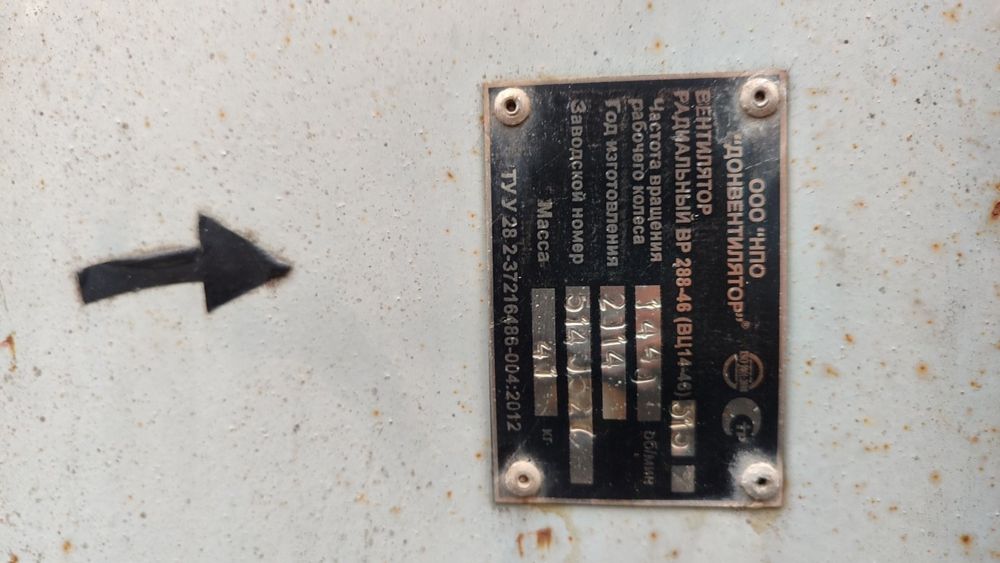 ООО "НПО
"ДОНВЕНТИЛЯТОР"®
ВЕНТИЛЯТОР
РАДИАЛЬНЫЙ ВР 288-46 (ВЦ14-46)
Частота вращения
рабочего колеса об/мин
Год изготовления 2014
Заводской номер
Масса 41 кг
ТУ У 28.2-37216486-004:2012